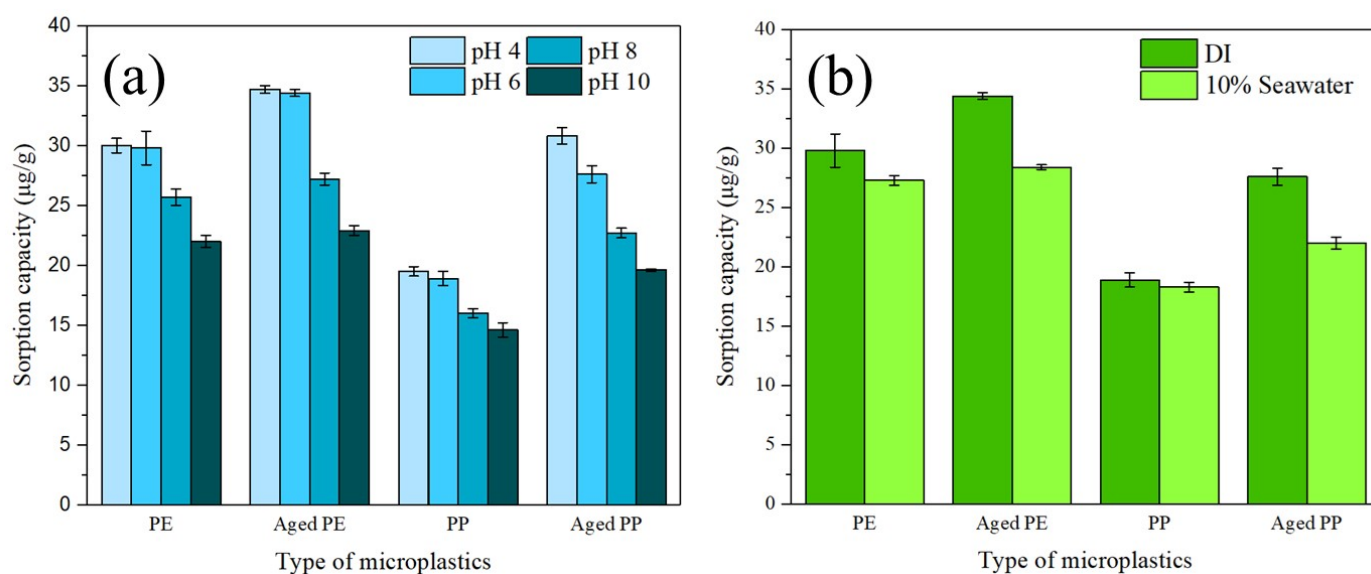 (a)
pH 4
pH 8
pH 6
pH 10
40
35
30
25
20
15
10
5
0
Sorption capacity (μg/g)
PE
Aged PE
PP
Aged PP
Type of microplastics
(b)
DI
10% Seawater
40
35
30
25
20
15
10
5
0
Sorption capacity (μg/g)
PE
Aged PE
PP
Aged PP
Type of microplastics